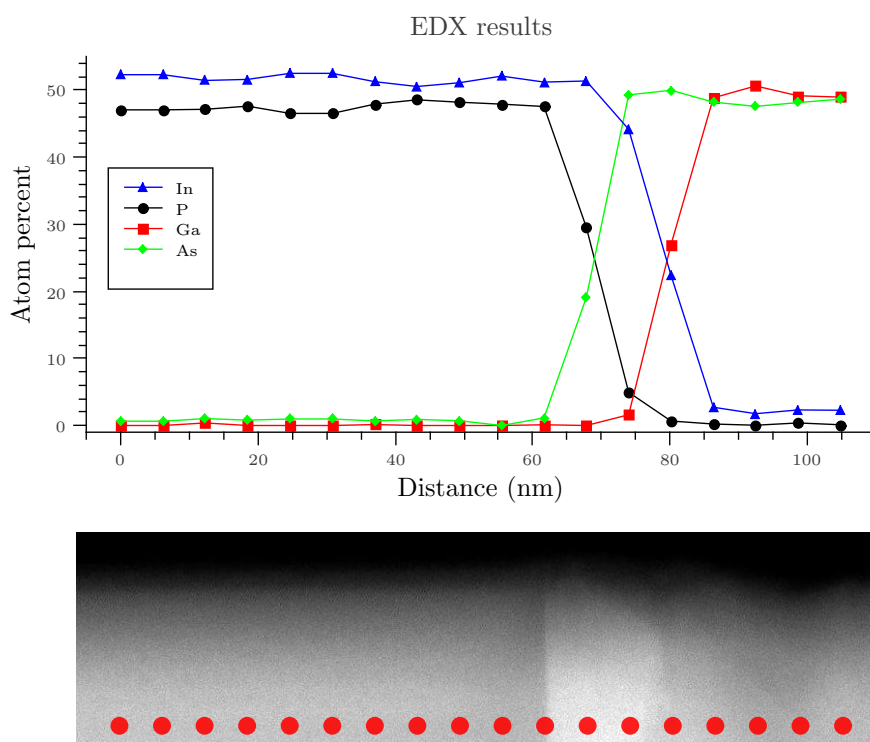 EDX results
50
40
30
20
10
0
Atom percent
In
P
Ga
As
0 20 40 60 80 100
Distance (nm)